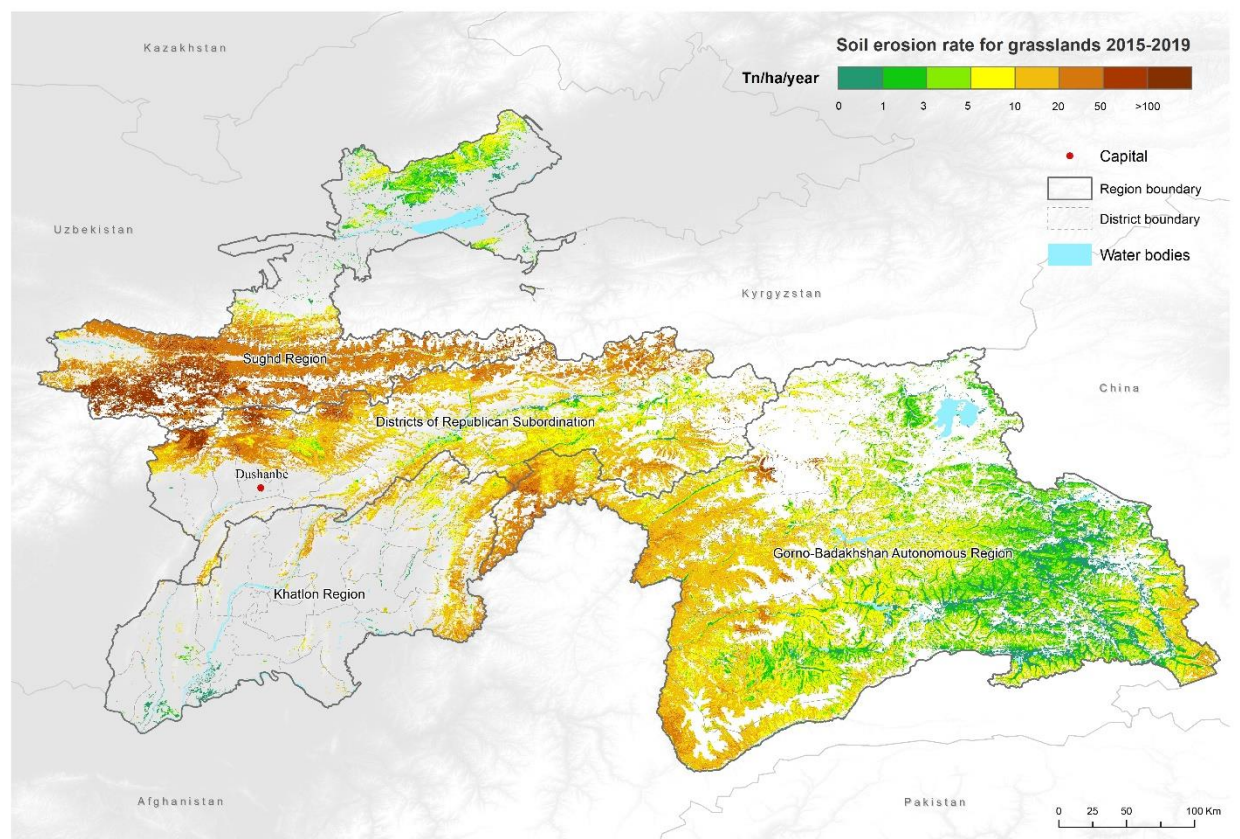 Kazakhstan
Soil erosion rate for grasslands 2015-2019
Tn/ha/year
0 1 3 5 10 20 50 >100
Capital
Region boundary
District boundary
Water bodies
Uzbekistan
Kyrgyzstan
China
Sughd Region
Districts of Republican Subordination
Dushanbe
Gorno-Badakhshan Autonomous Region
Khatlon Region
Afghanistan
Pakistan
0 25 50 100 Km